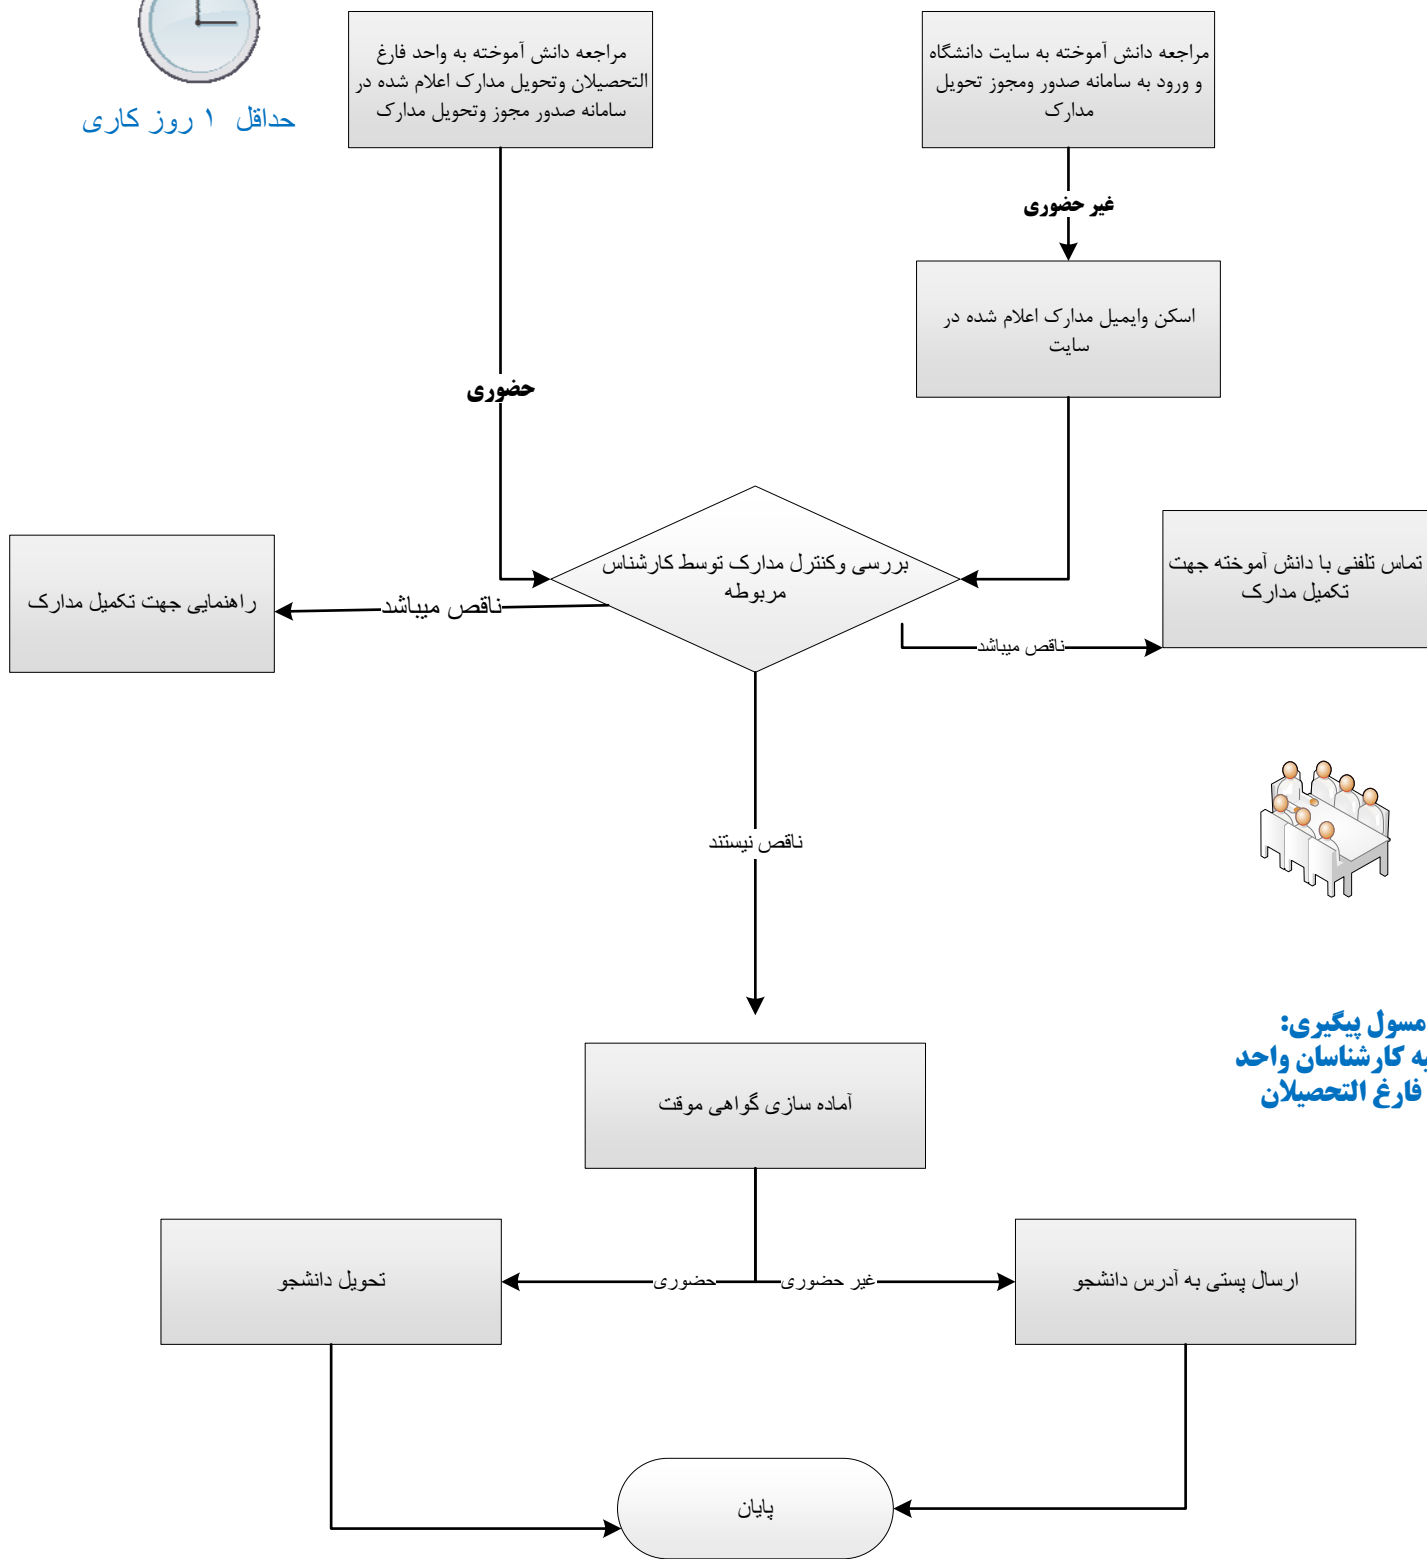 مراجعه دانش آموخته به سایت دانشگاه
و ورود به سامانه صدور ومجوز تحویل
مدارک
مراجعه دانش آموخته به واحد فارغ
التحصیلان وتحویل مدارک اعلام شده در
سامانه صدور مجوز وتحویل مدارک
حداقل ۱ روز کاری
غیر حضوری
اسکن وایمیل مدارک اعلام شده در
سایت
حضوری
بررسی وکنترل مدارک توسط کارشناس
مربوطه
تماس تلفنی با دانش آموخته جهت
تکمیل مدارک
ناقص میباشد
ناقص میباشد
راهنمایی جهت تکمیل مدارک
ناقص نیستند
مسول پیگیری:
کارشناسان واحد
فارغ التحصیلان
آماده سازی گواهی موقت
ارسال پستی به آدرس دانشجو
غیر حضوری
حضوری
تحویل دانشجو
پایان